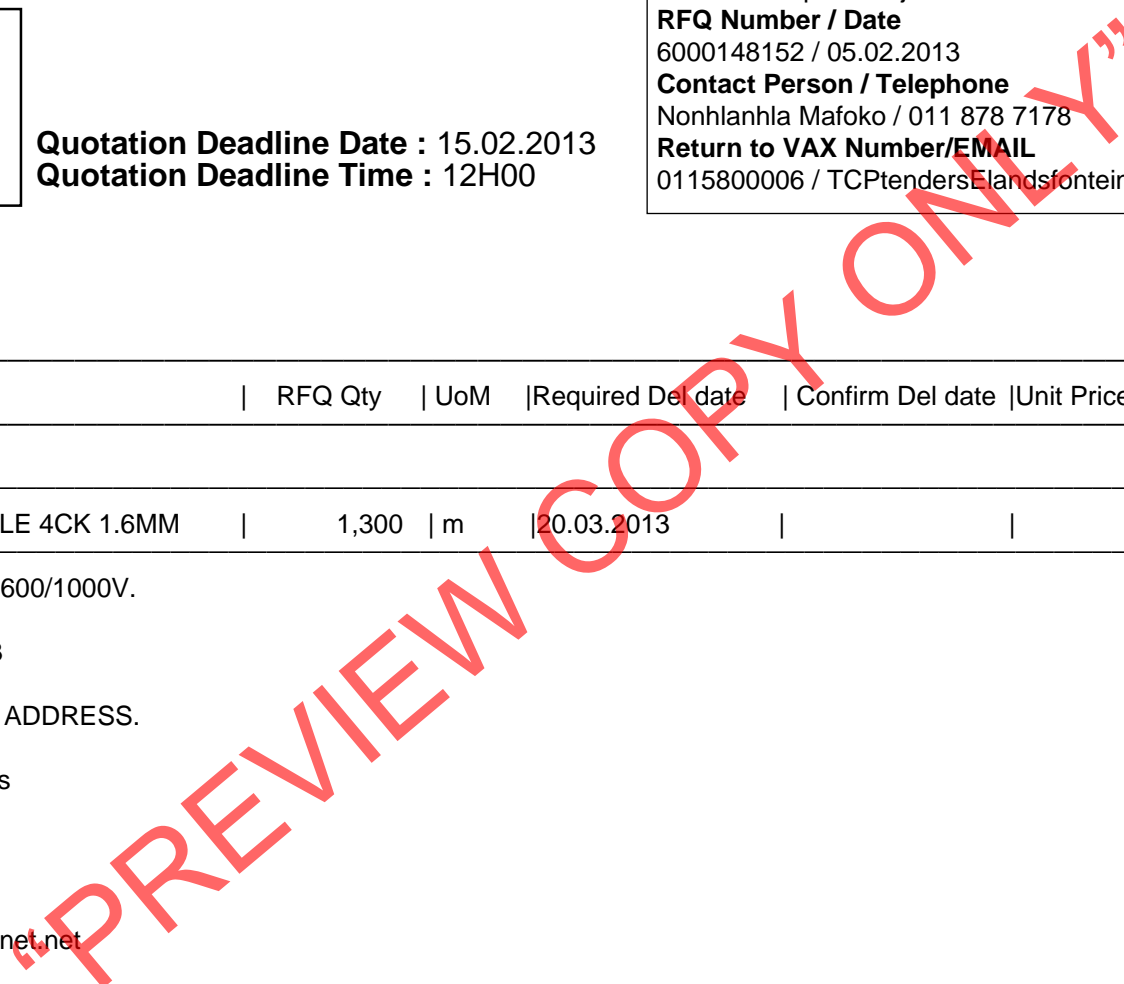 RFQ Number / Date
6000148152 / 05.02.2013
Contact Person / Telephone
Nonhlanhla Mafoko / 011 878 7178
Return to VAX Number/EMAIL
0115800006 / TCPtendersElandsfontein
Quotation Deadline Date : 15.02.2013
Quotation Deadline Time : 12H00
| RFQ Qty | UoM |Required Del date | Confirm Del date |Unit Price
LE 4CK 1.6MM | 1,300 | m |20.03.2013 | |
600/1000V.
ADDRESS.
s
net.net
“PREVIEW COPY ONLY”